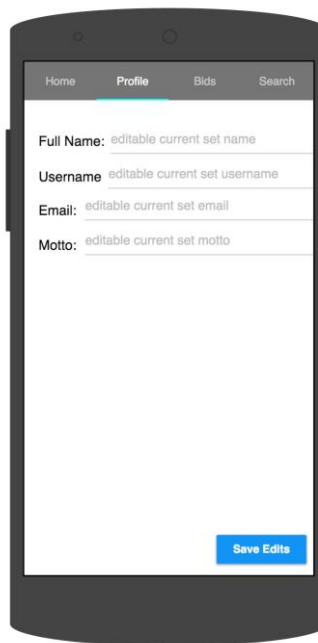 Home Profile Bids Search
Full Name: editable current set name
Username editable current set username
Email: editable current set email
Motto: editable current set motto
Save Edits